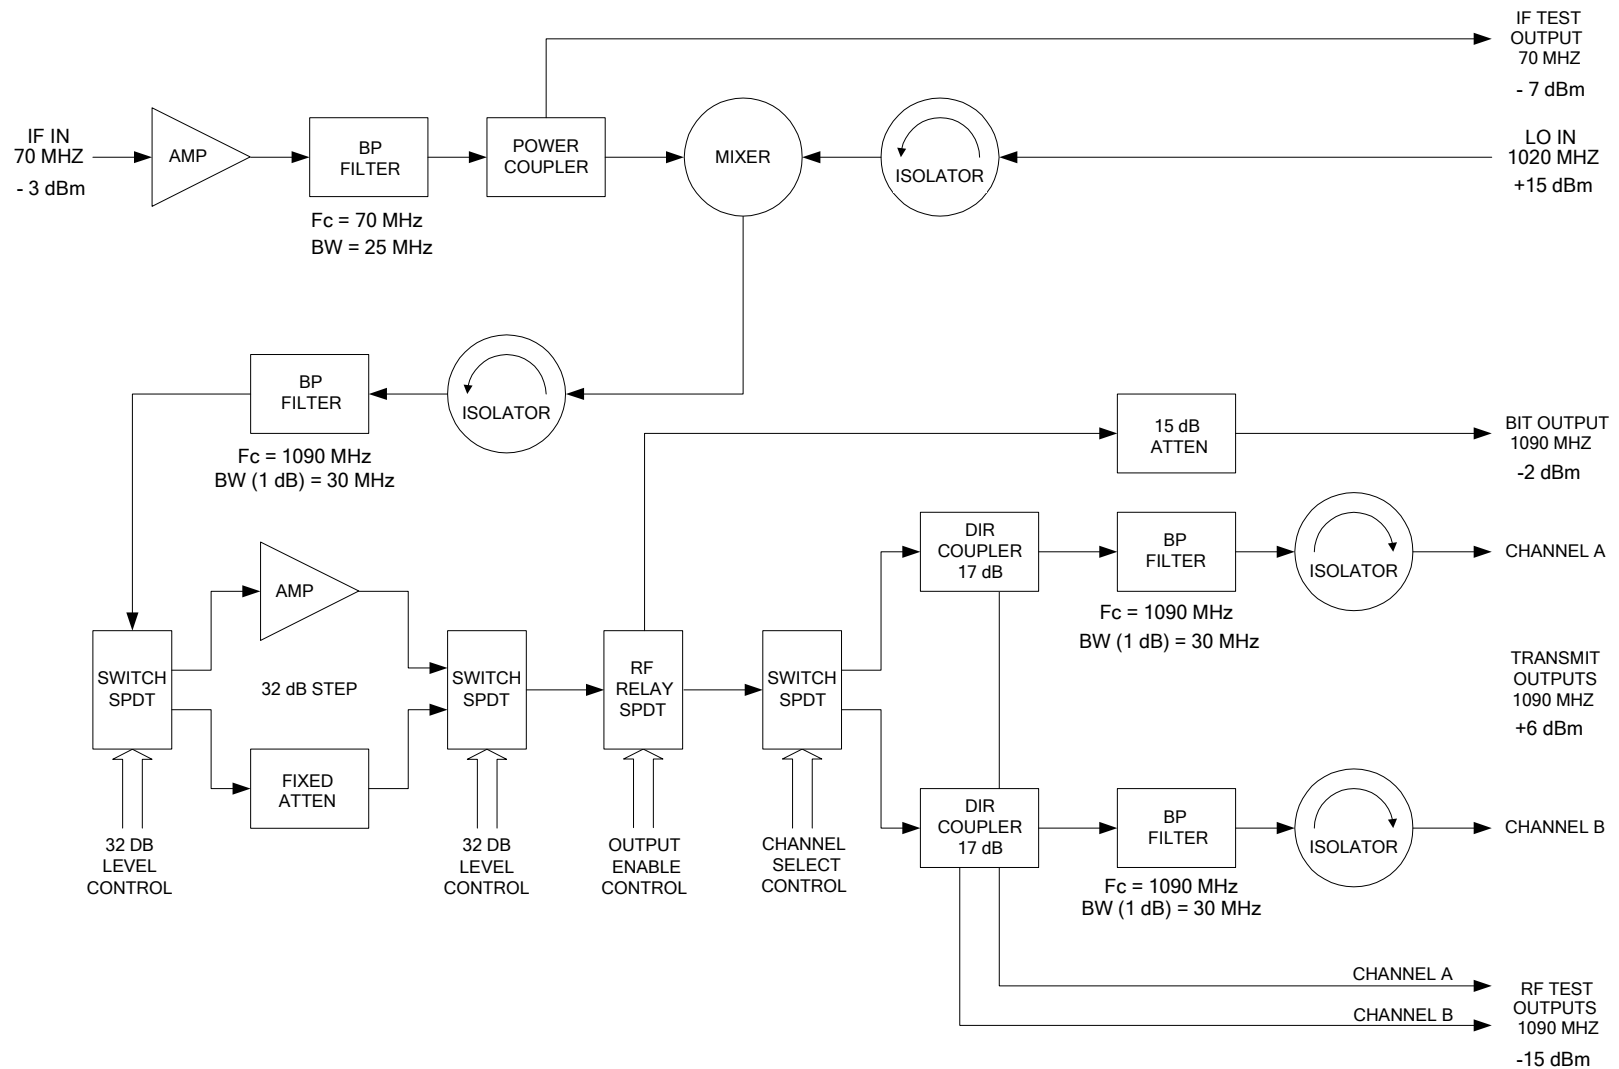 IF TEST
OUTPUT
70 MHZ
- 7 dBm
IF IN
70 MHZ
- 3 dBm
AMP
BP
FILTER
Fc = 70 MHz
BW = 25 MHz
POWER
COUPLER
MIXER
ISOLATOR
LO IN
1020 MHZ
+15 dBm
BP
FILTER
Fc = 1090 MHz
BW (1 dB) = 30 MHz
ISOLATOR
15 dB
ATTEN
BIT OUTPUT
1090 MHZ
-2 dBm
DIR
COUPLER
17 dB
BP
FILTER
Fc = 1090 MHz
BW (1 dB) = 30 MHz
ISOLATOR
CHANNEL A
SWITCH
SPDT
AMP
32 dB STEP
FIXED
ATTEN
SWITCH
SPDT
RF
RELAY
SPDT
SWITCH
SPDT
TRANSMIT
OUTPUTS
1090 MHZ
+6 dBm
32 DB
LEVEL
CONTROL
32 DB
LEVEL
CONTROL
OUTPUT
ENABLE
CONTROL
CHANNEL
SELECT
CONTROL
DIR
COUPLER
17 dB
BP
FILTER
Fc = 1090 MHz
BW (1 dB) = 30 MHz
ISOLATOR
CHANNEL B
CHANNEL A
CHANNEL B
RF TEST
OUTPUTS
1090 MHZ
-15 dBm